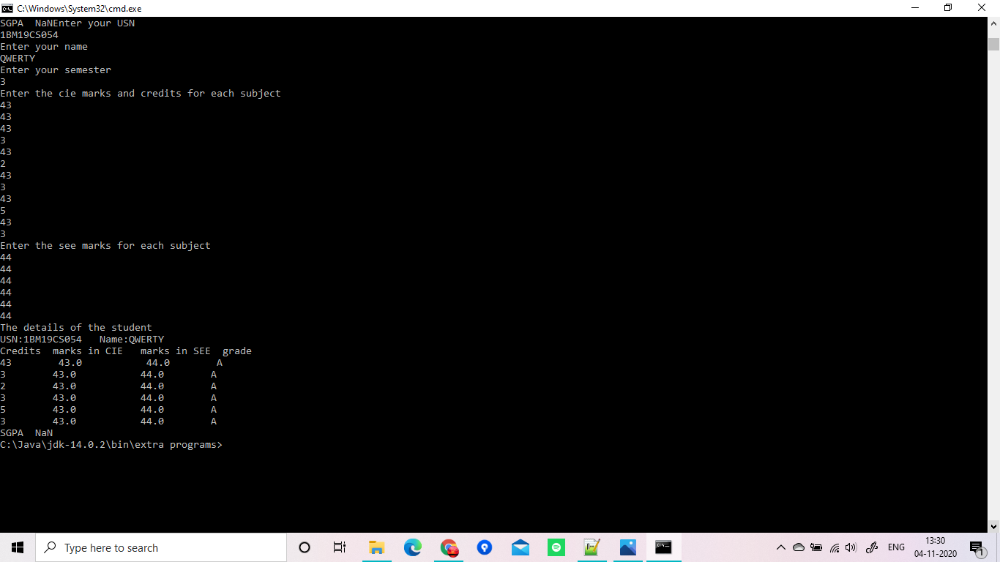 C:\Windows\System32\cmd.exe
SGPA  NaNEnter your USN
1BM19CS054
Enter your name
QWERTY
Enter your semester
3
Enter the cie marks and credits for each subject
43
43
43
3
43
2
43
3
43
5
43
3
Enter the see marks for each subject
44
44
44
44
44
44
The details of the student
USN:1BM19CS054   Name:QWERTY
Credits  marks in CIE   marks in SEE  grade
43        43.0           44.0        A
3        43.0           44.0        A
2        43.0           44.0        A
3        43.0           44.0        A
5        43.0           44.0        A
3        43.0           44.0        A
SGPA  NaN
C:\Java\jdk-14.0.2\bin\extra programs>
Type here to search
ENG
13:30
04-11-2020
1